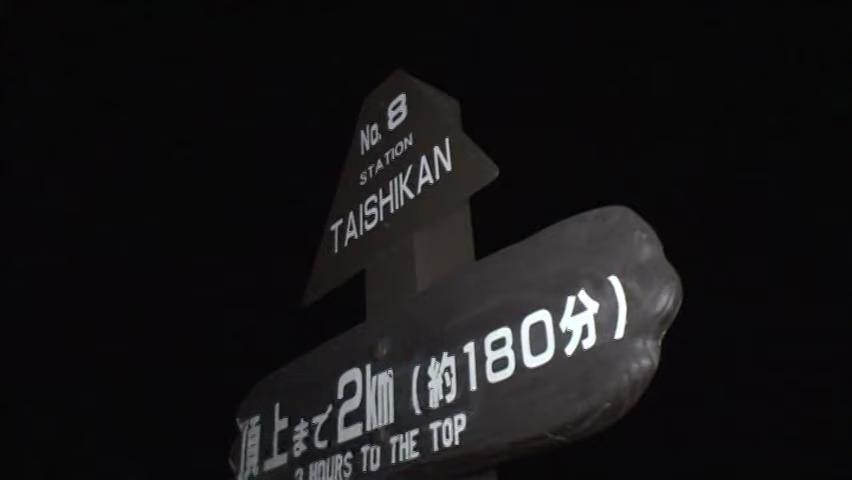 No. 8
STATION
TAISHIKAN
頂上まで2km(約180分)
3 HOURS TO THE TOP